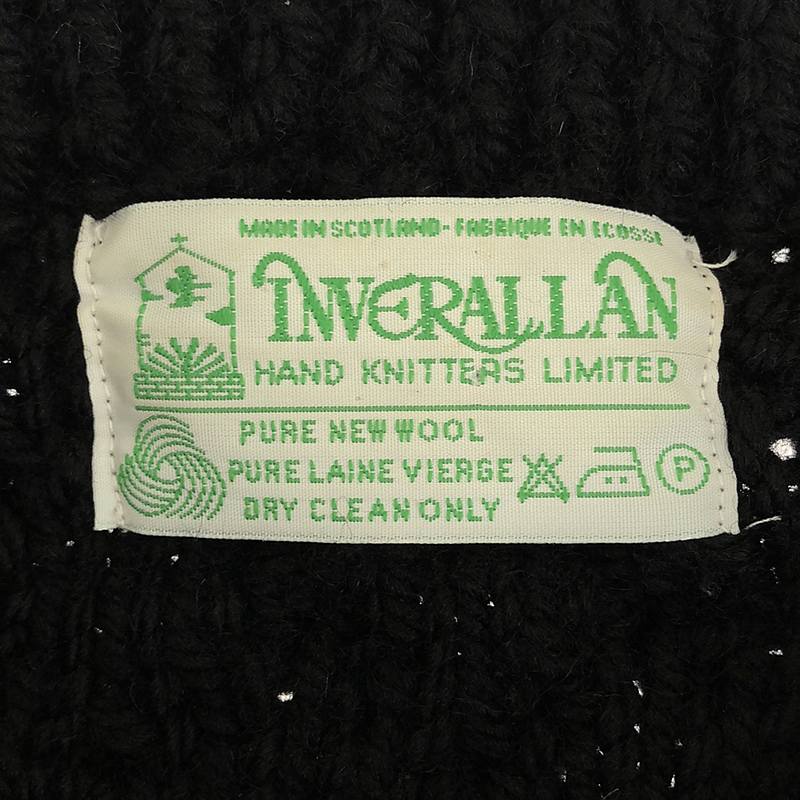 MADE IN SCOTLAND - FABRIQUE EN ECOSSE
INVERALLAN
HAND KNITTERS LIMITED
PURE NEW WOOL
PURE LAINE VIERGE
DRY CLEAN ONLY
P